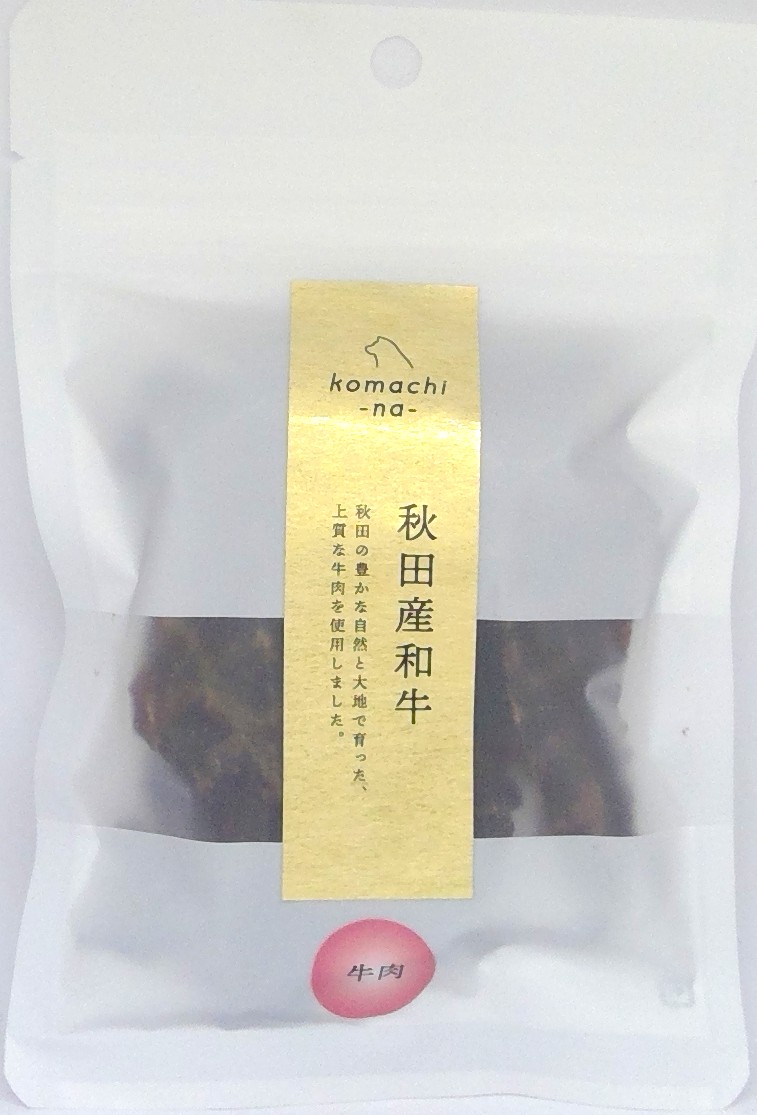 komachi
-na-
秋田産和牛
秋田の豊かな自然と大地で育った、
上質な牛肉を使用しました。
牛肉